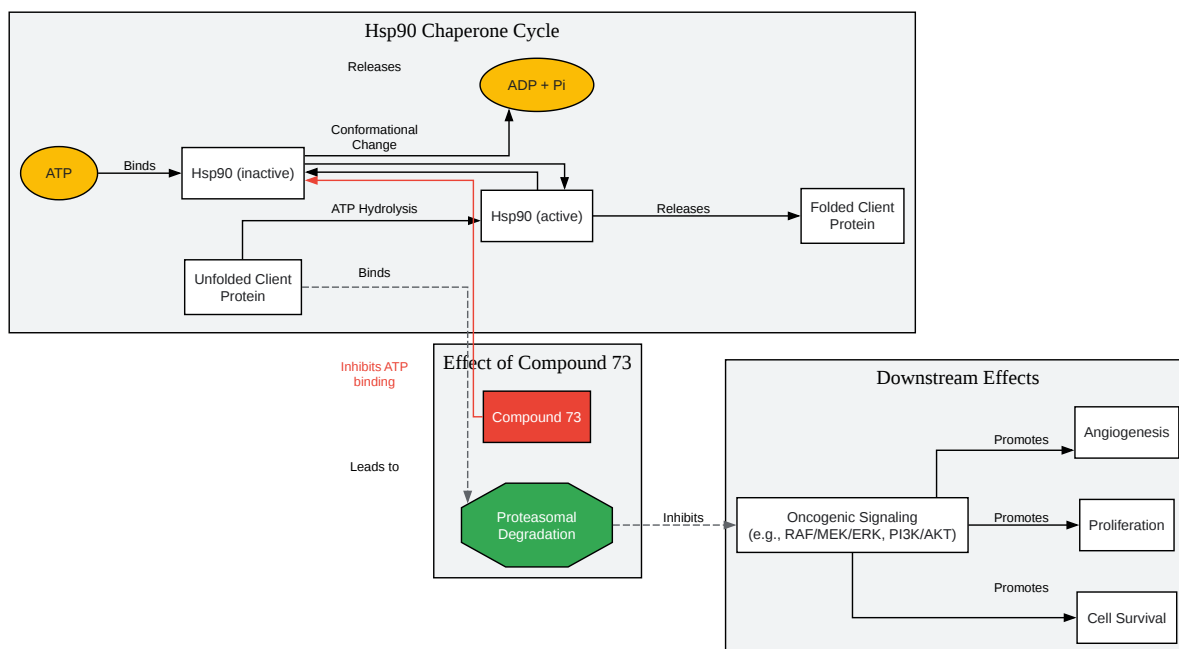 Hsp90 Chaperone Cycle
Releases
ADP + Pi
Conformational
Change
ATP
Binds
Hsp90 (inactive)
ATP Hydrolysis
Hsp90 (active)
Releases
Folded Client
Protein
Unfolded Client
Protein
Binds
Inhibits ATP
binding
Effect of Compound 73
Compound 73
Leads to
Proteasomal
Degradation
Inhibits
Downstream Effects
Oncogenic Signaling
(e.g., RAF/MEK/ERK, PI3K/AKT)
Promotes
Angiogenesis
Promotes
Proliferation
Promotes
Cell Survival